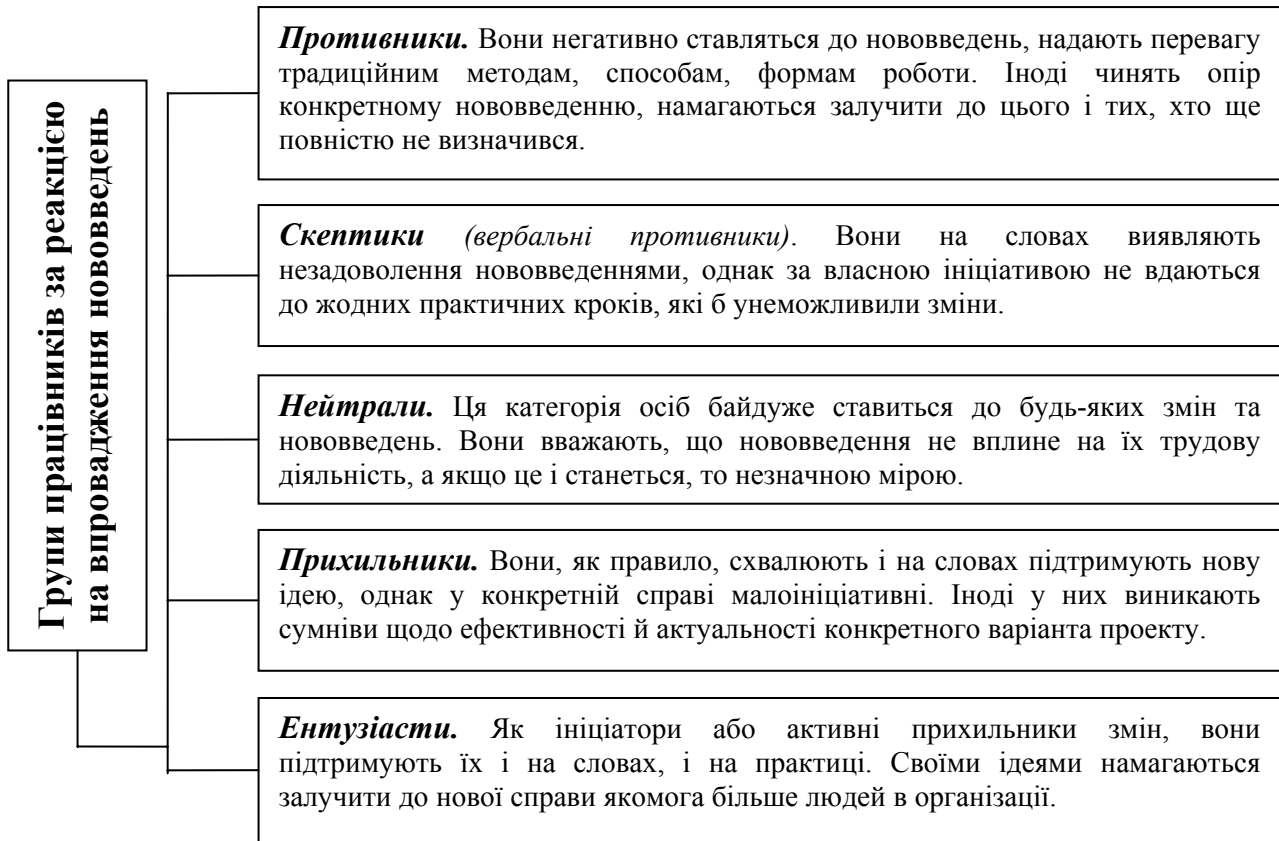 Групи працівників за реакцією
на впровадження нововведень
Противники. Вони негативно ставляться до нововведень, надають перевагу
традиційним методам, способам, формам роботи. Іноді чинять опір
конкретному нововведенню, намагаються залучити до цього і тих, хто ще
повністю не визначився.
Скептики (вербальні противники). Вони на словах виявляють
незадоволення нововведеннями, однак за власною ініціативою не вдаються
до жодних практичних кроків, які б унеможливили зміни.
Нейтрали. Ця категорія осіб байдуже ставиться до будь-яких змін та
нововведень. Вони вважають, що нововведення не вплине на їх трудову
діяльність, а якщо це і станеться, то незначною мірою.
Прихильники. Вони, як правило, схвалюють і на словах підтримують нову
ідею, однак у конкретній справі малоініціативні. Іноді у них виникають
сумніви щодо ефективності й актуальності конкретного варіанта проекту.
Ентузіасти. Як ініціатори або активні прихильники змін, вони
підтримують їх і на словах, і на практиці. Своїми ідеями намагаються
залучити до нової справи якомога більше людей в організації.